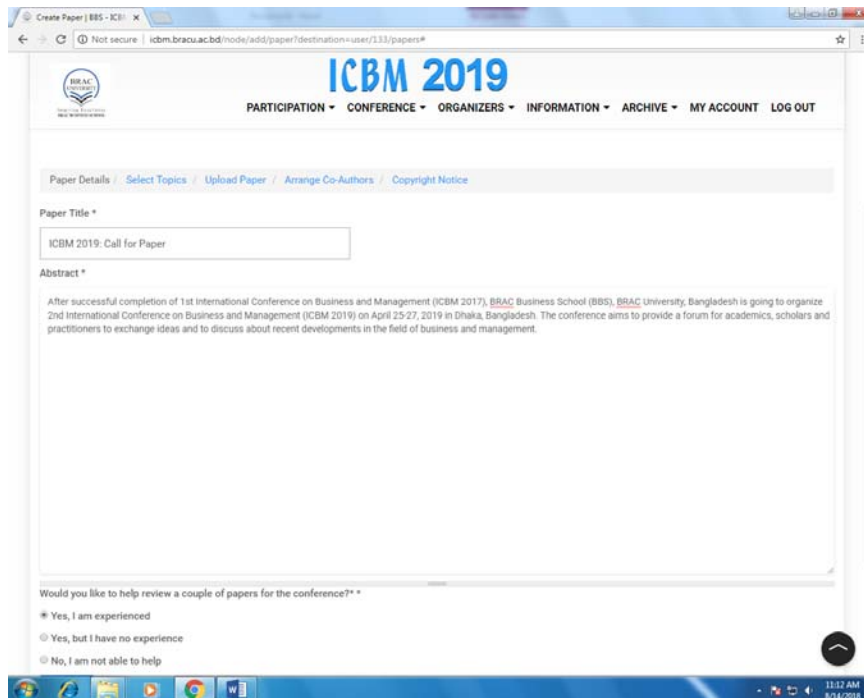 Create Paper | BBS - ICB
Not secure | icbm.bracu.ac.bd/node/add/paper?destination=user/133/papers#
BRAC
UNIVERSITY
ICBM 2019
PARTICIPATION CONFERENCE ORGANIZERS INFORMATION ARCHIVE MY ACCOUNT LOG OUT
Paper Details / Select Topics / Upload Paper / Arrange Co-Authors / Copyright Notice
Paper Title *
ICBM 2019: Call for Paper
Abstract *
After successful completion of 1st International Conference on Business and Management (ICBM 2017), BRAC Business School (BBS), BRAC University, Bangladesh is going to organize
2nd International Conference on Business and Management (ICBM 2019) on April 25-27, 2019 in Dhaka, Bangladesh. The conference aims to provide a forum for academics, scholars and
practitioners to exchange ideas and to discuss about recent developments in the field of business and management.
Would you like to help review a couple of papers for the conference?* *
Yes, I am experienced
Yes, but I have no experience
No, I am not able to help
11:12 AM
8/14/2018